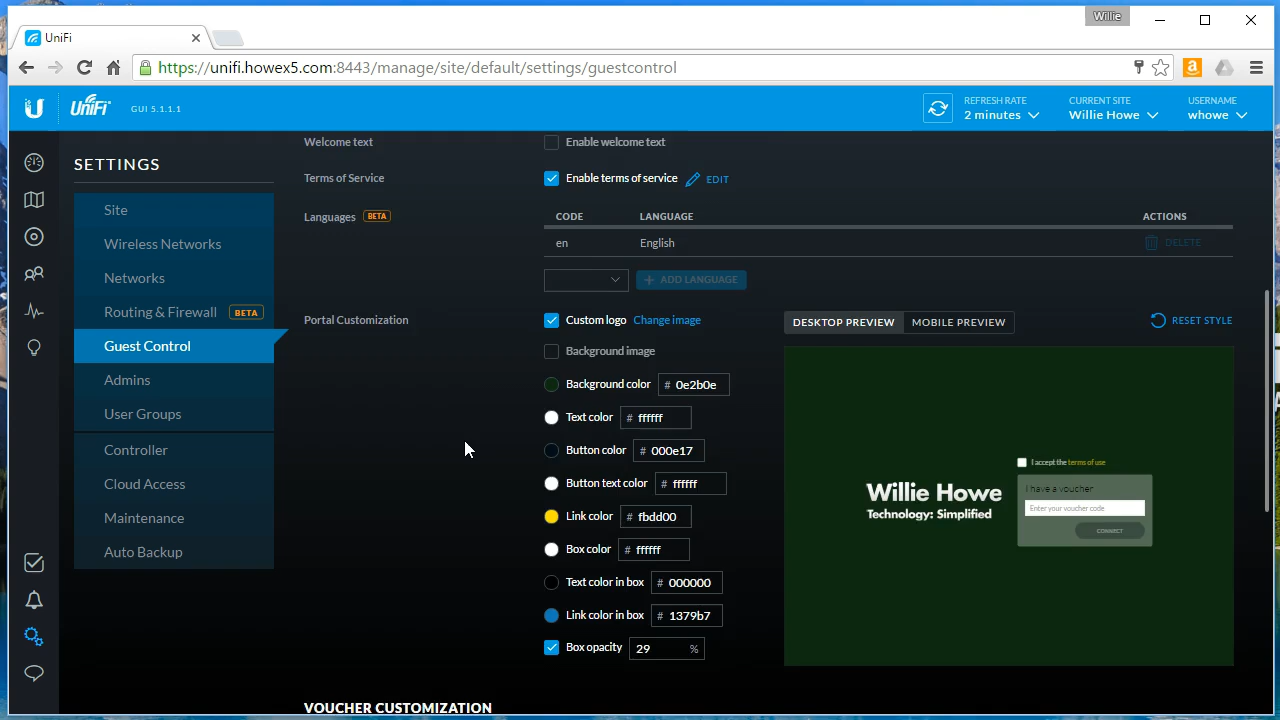 Willie
UniFi
https://unifi.howex5.com:8443/manage/site/default/settings/guestcontrol
U UniFi GUI 5.1.1.1
REFRESH RATE
2 minutes
CURRENT SITE
Willie Howe
USERNAME
whowe
SETTINGS
Site
Wireless Networks
Networks
Routing & Firewall BETA
Guest Control
Admins
User Groups
Controller
Cloud Access
Maintenance
Auto Backup
Welcome text Enable welcome text
Terms of Service Enable terms of service EDIT
Languages BETA CODE LANGUAGE ACTIONS
en English DELETE
+ ADD LANGUAGE
Portal Customization Custom logo Change image
DESKTOP PREVIEW MOBILE PREVIEW RESET STYLE
Background image
Background color # 0e2b0e
Text color # ffffff
Button color # 000e17
Button text color # ffffff
Link color # fbdd00
Box color # ffffff
Text color in box # 000000
Link color in box # 1379b7
Box opacity 29 %
Willie Howe
Technology: Simplified
I accept the terms of use
I have a voucher
Enter your voucher code
CONNECT
VOUCHER CUSTOMIZATION